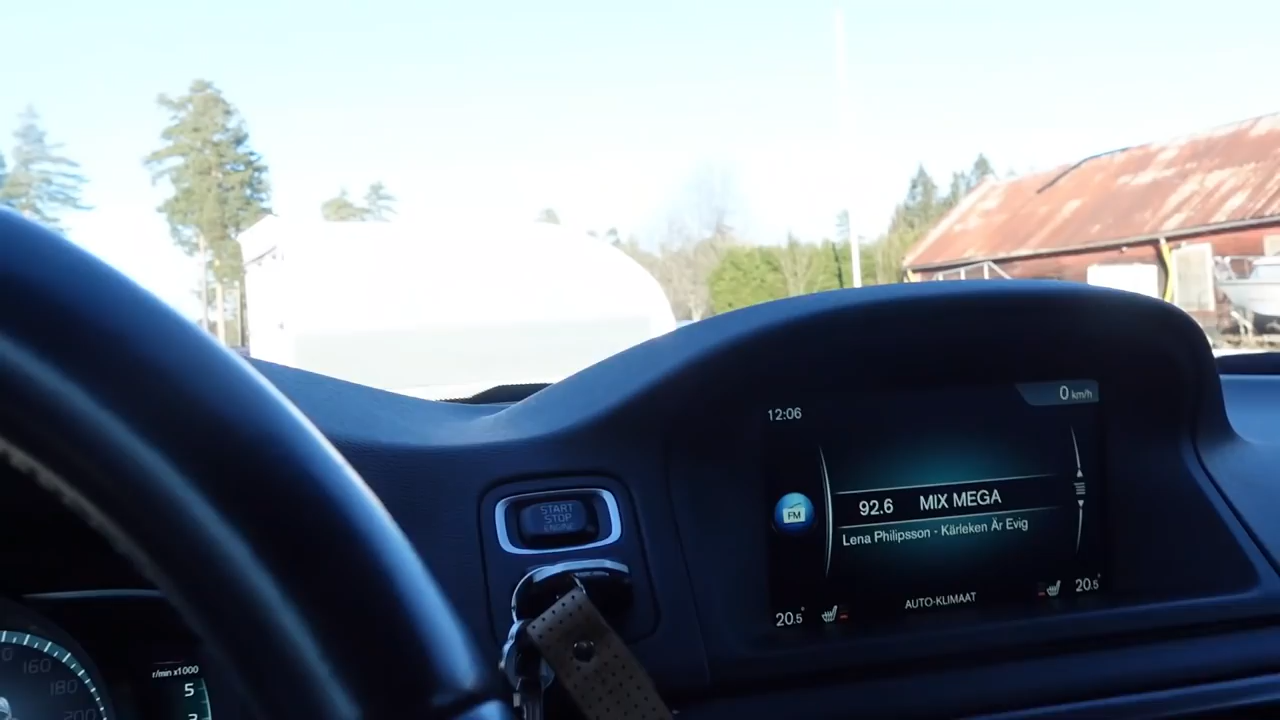 0 km/h
12:06
FM
92.6 MIX MEGA
Lena Philipsson - Kärleken Är Evig
AUTO-KLIMAAT
20.5°
20.5°
START
STOP
ENGINE
160
180
200
r/min x1000
5